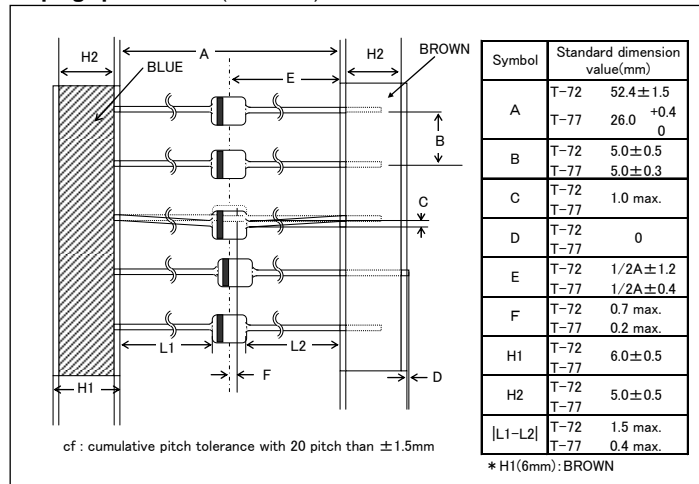 H2
A
H2
BLUE
BROWN
E
B
C
L1
L2
H1
F
D
cf : cumulative pitch tolerance with 20 pitch than ±1.5mm
Symbol Standard dimension value(mm)
A T-72 52.4±1.5
T-77 26.0 +0.4 0
B T-72 5.0±0.5
T-77 5.0±0.3
C T-72 1.0 max.
T-77
D T-72 0
T-77
E T-72 1/2A±1.2
T-77 1/2A±0.4
F T-72 0.7 max.
T-77 0.2 max.
H1 T-72 6.0±0.5
T-77
H2 T-72 5.0±0.5
T-77
|L1-L2| T-72 1.5 max.
T-77 0.4 max.
* H1(6mm):BROWN